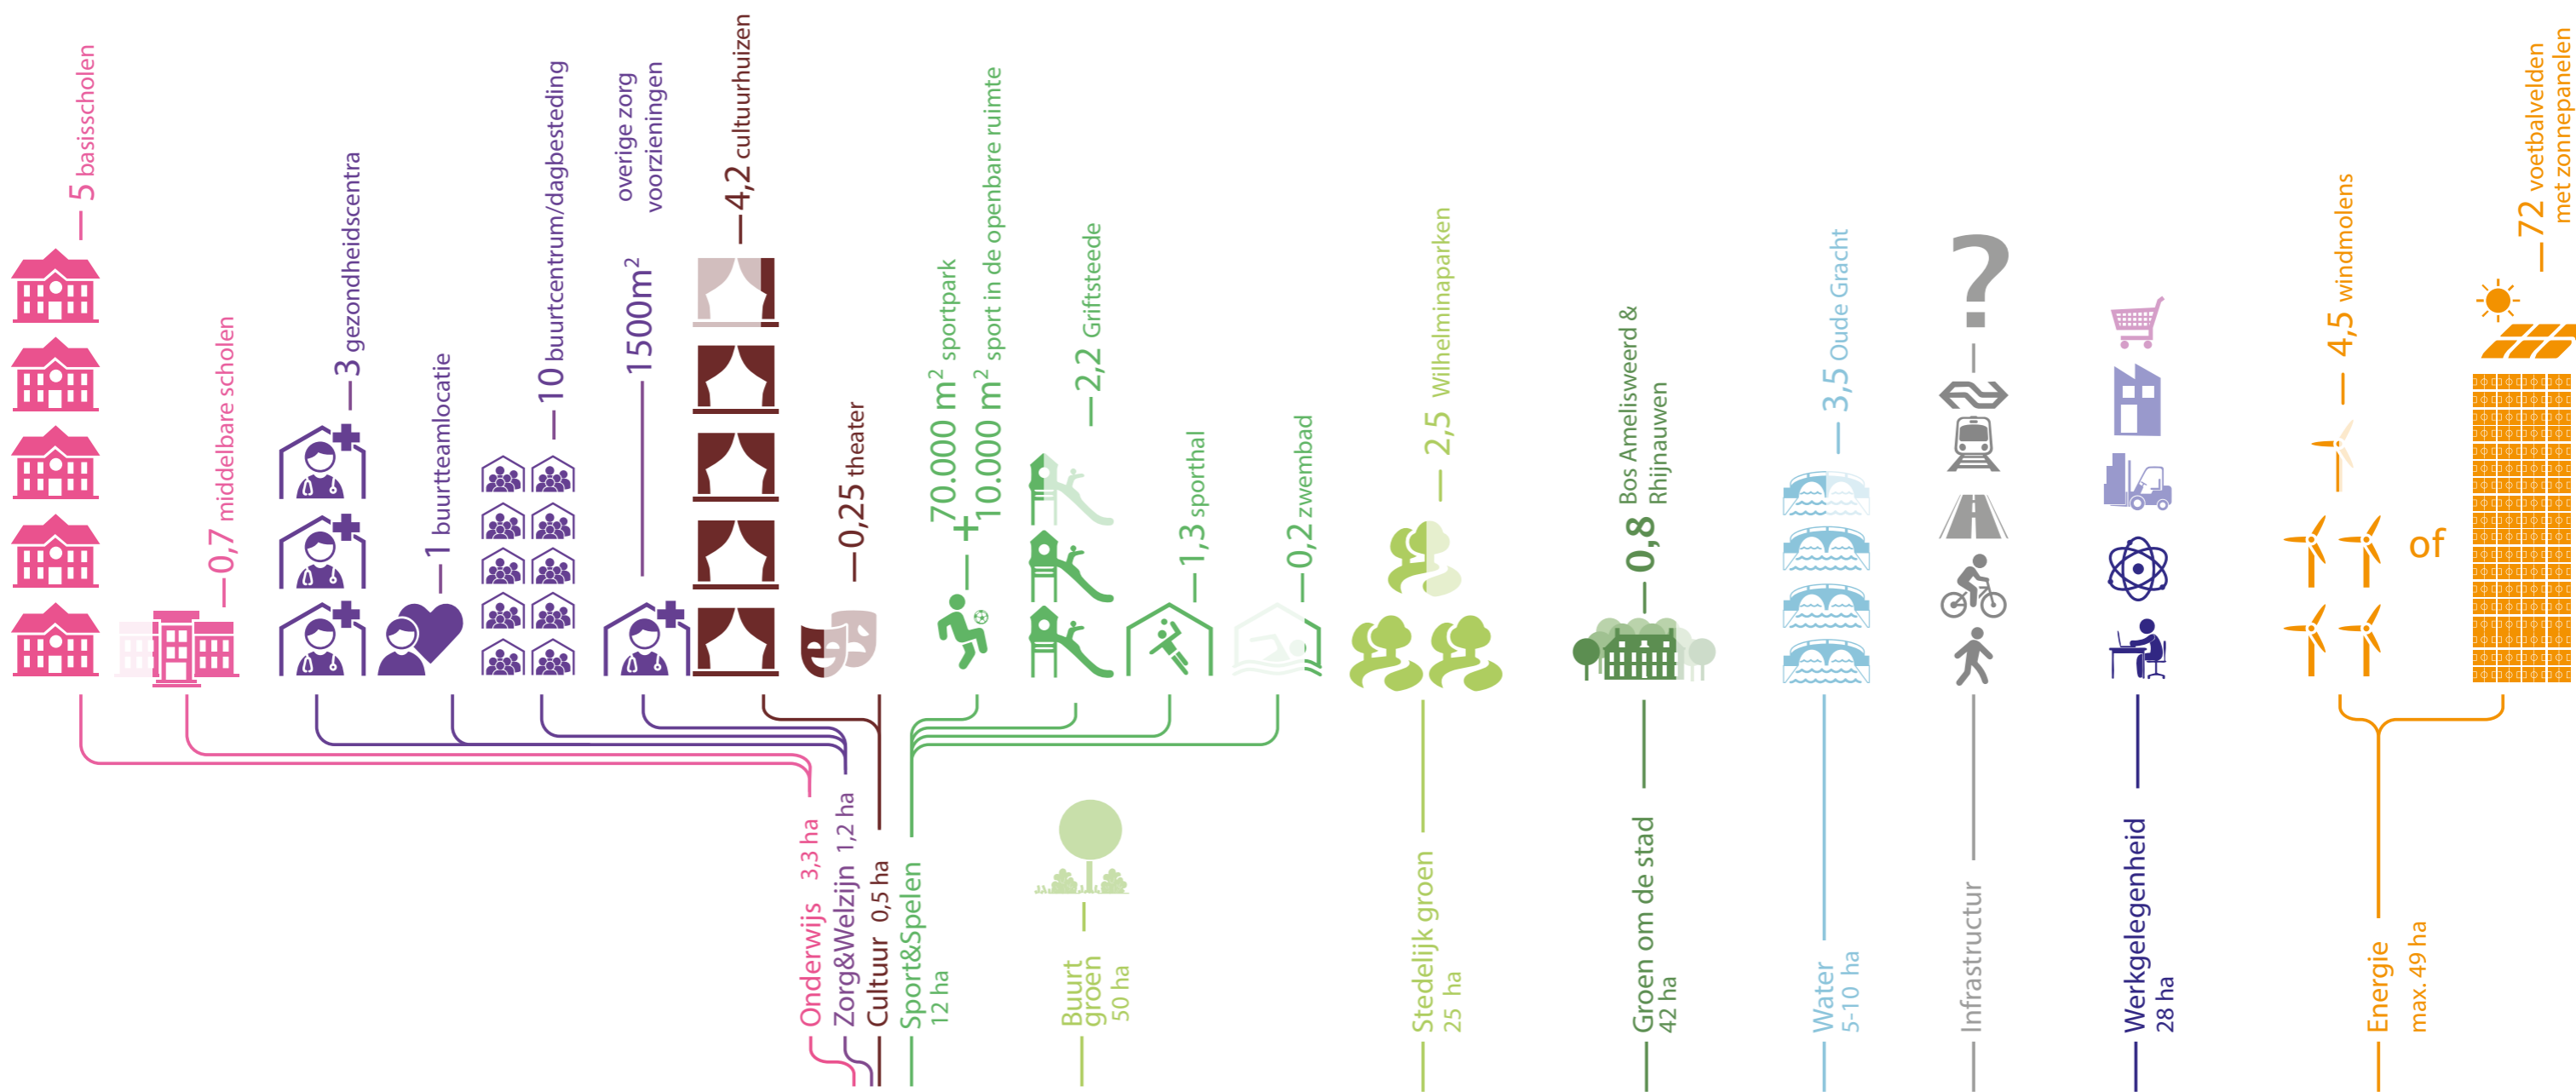 5 basisscholen
0,7 middelbare scholen
3 gezondheidscentra
1 buurtteamlocatie
10 buurtcentrum/dagbesteding
1500m²
overige zorg
voorzieningen
4,2 cultuurhuizen
0,25 theater
70.000 m² sportpark
+
10.000 m² sport in de openbare ruimte
2,2 Griftsteede
1,3 sporthal
0,2 zwembad
2,5 Wilhelminaparken
0,8 Bos Amelisweerd &
Rhijnauwen
3,5 Oude Gracht
?
4,5 windmolens
of
72 voetbalvelden
met zonnepanelen
Onderwijs 3,3 ha
Zorg&Welzijn 1,2 ha
Cultuur 0,5 ha
Sport&Spelen
12 ha
Buurt
groen
50 ha
Stedelijk groen
25 ha
Groen om de stad
42 ha
Water
5-10 ha
Infrastructur
Werkgelegenheid
28 ha
Energie
max. 49 ha